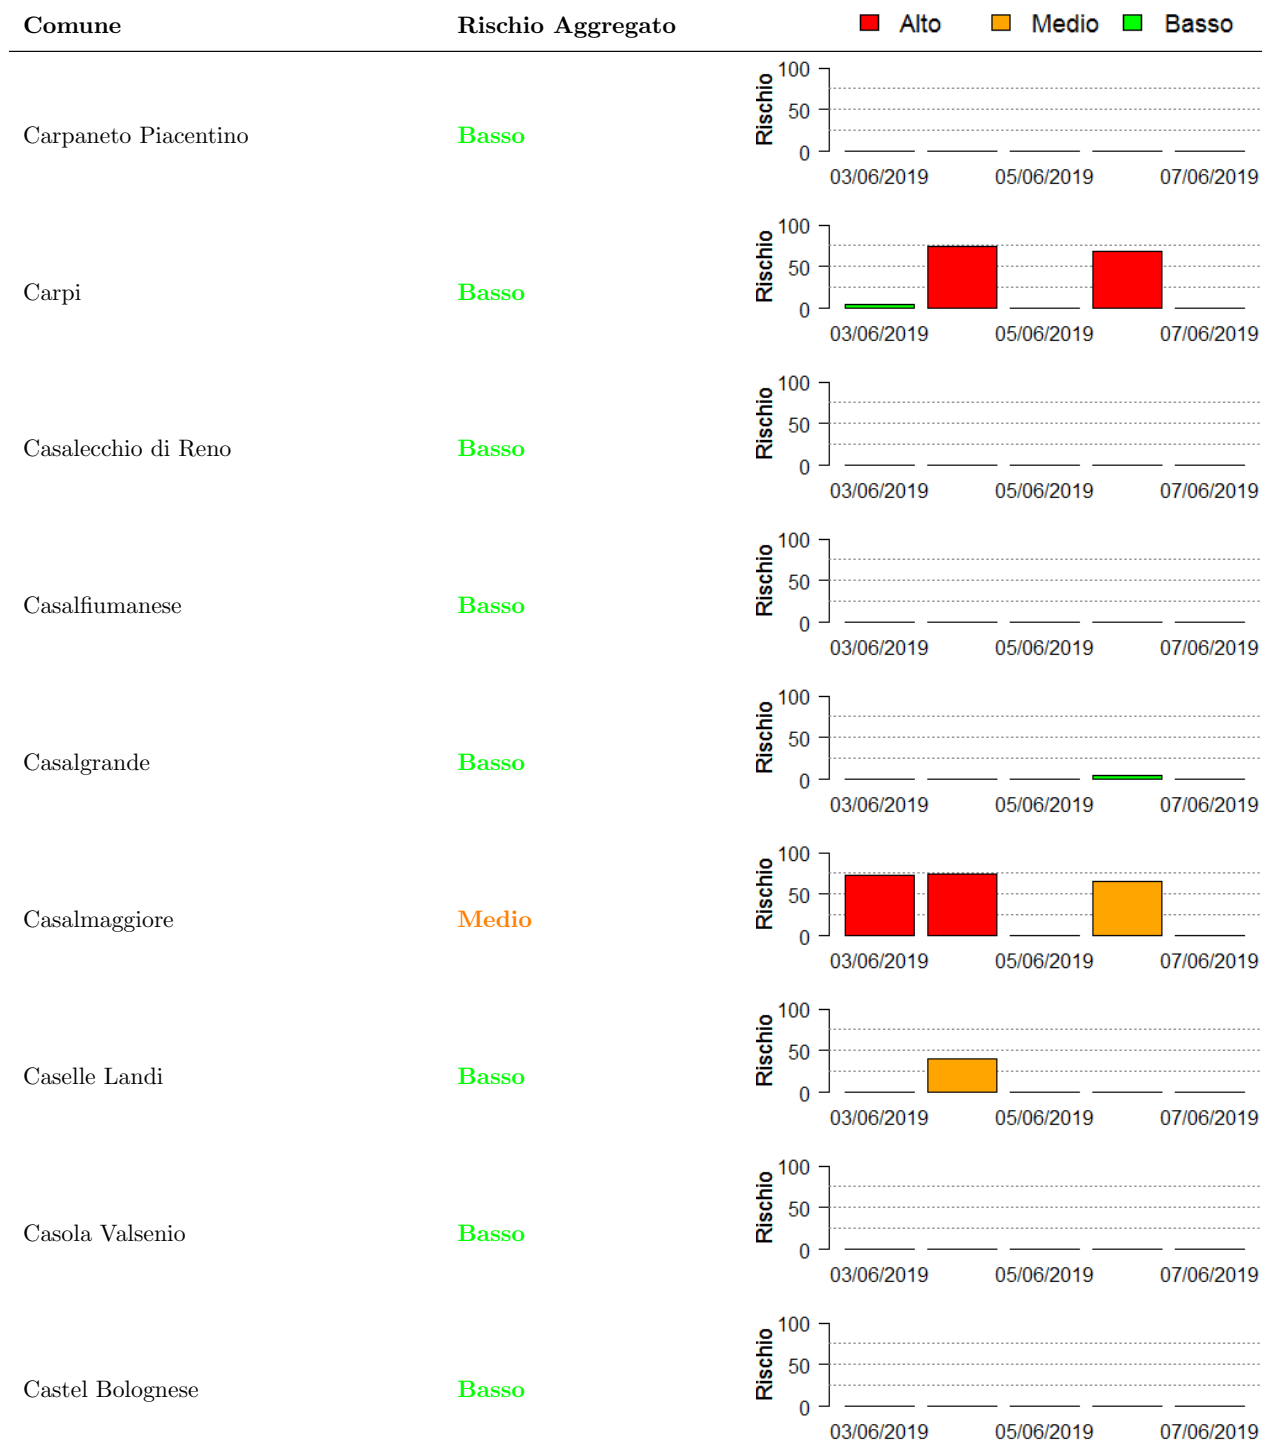 Comune Rischio Aggregato Alto Medio Basso
100
50
0
Rischio
Carpaneto Piacentino Basso
03/06/2019 05/06/2019 07/06/2019
100
50
0
Rischio
Carpi Basso
03/06/2019 05/06/2019 07/06/2019
100
50
0
Rischio
Casalecchio di Reno Basso
03/06/2019 05/06/2019 07/06/2019
100
50
0
Rischio
Casalfiumanese Basso
03/06/2019 05/06/2019 07/06/2019
100
50
0
Rischio
Casalgrande Basso
03/06/2019 05/06/2019 07/06/2019
100
50
0
Rischio
Casalmaggiore Medio
03/06/2019 05/06/2019 07/06/2019
100
50
0
Rischio
Caselle Landi Basso
03/06/2019 05/06/2019 07/06/2019
100
50
0
Rischio
Casola Valsenio Basso
03/06/2019 05/06/2019 07/06/2019
100
50
0
Rischio
Castel Bolognese Basso
03/06/2019 05/06/2019 07/06/2019